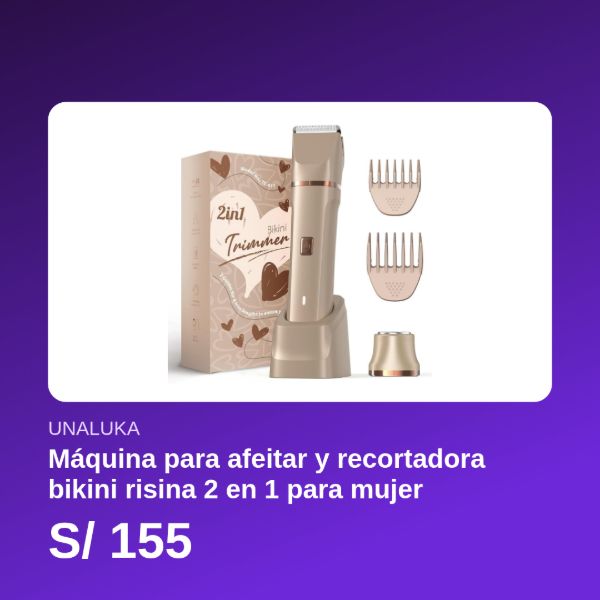 2in1
Bikini
Trimmer
UNALUKA
Máquina para afeitar y recortadora
bikini risina 2 en 1 para mujer
S/ 155